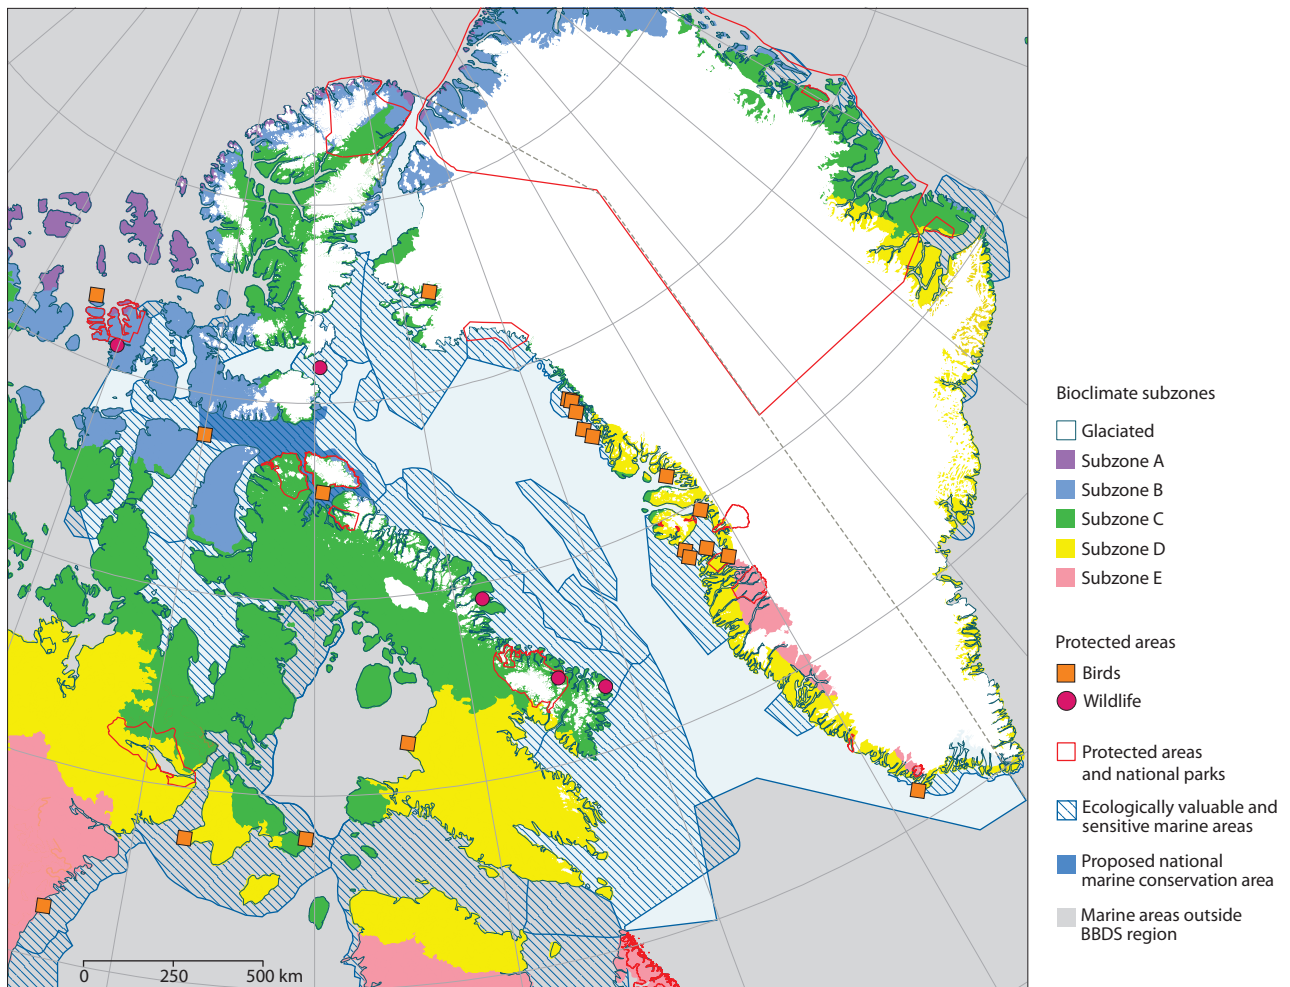 Bioclimate subzones
Glaciated
Subzone A
Subzone B
Subzone C
Subzone D
Subzone E
Protected areas
Birds
Wildlife
Protected areas
and national parks
Ecologically valuable and
sensitive marine areas
Proposed national
marine conservation area
Marine areas outside
BBDS region
0 250 500 km